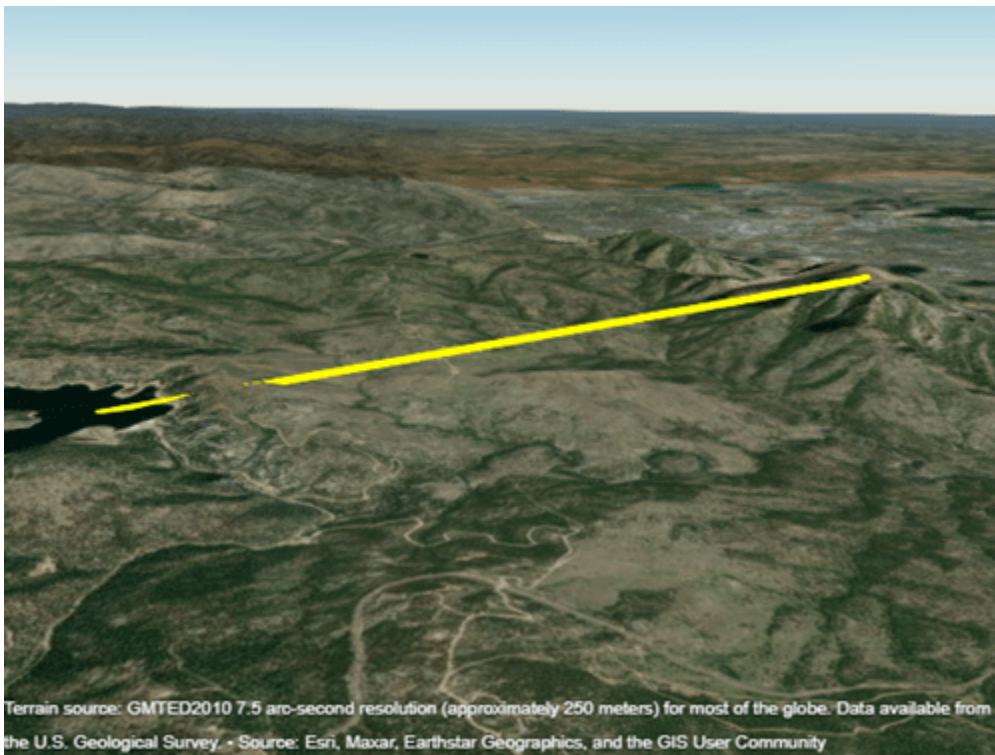 Terrain source: GMTED2010 7.5 arc-second resolution (approximately 250 meters) for most of the globe. Data available from
the U.S. Geological Survey. • Source: Esri, Maxar, Earthstar Geographics, and the GIS User Community